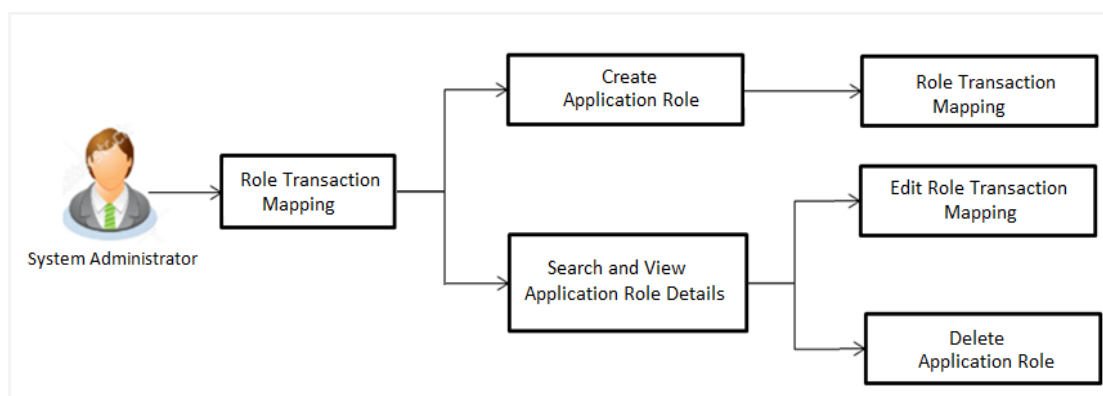 Create
Application Role
Role Transaction
Mapping
Role Transaction
Mapping
System Administrator
Search and View
Application Role Details
Edit Role Transaction
Mapping
Delete
Application Role